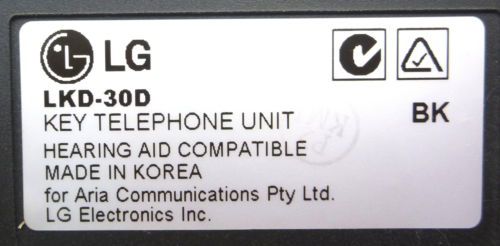 LG
LKD-30D
KEY TELEPHONE UNIT
BK
HEARING AID COMPATIBLE
MADE IN KOREA
for Aria Communications Pty Ltd.
LG Electronics Inc.